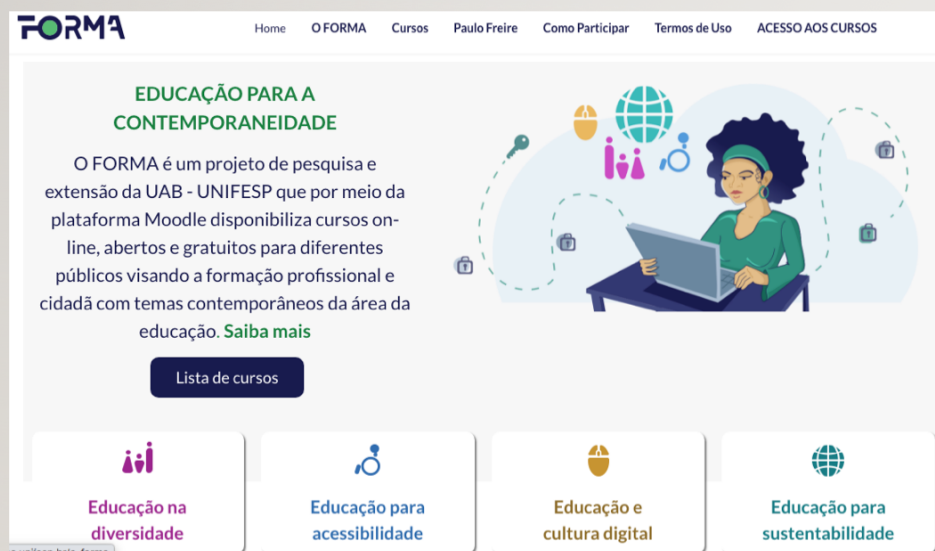 FORMA
Home O FORMA Cursos Paulo Freire Como Participar Termos de Uso ACESSO AOS CURSOS
EDUCAÇÃO PARA A
CONTEMPORANEIDADE
O FORMA é um projeto de pesquisa e
extensão da UAB - UNIFESP que por meio da
plataforma Moodle disponibiliza cursos on-
line, abertos e gratuitos para diferentes
públicos visando a formação profissional e
cidadã com temas contemporâneos da área da
educação. Saiba mais
Lista de cursos
Educação na
diversidade
Educação para
acessibilidade
Educação e
cultura digital
Educação para
sustentabilidade